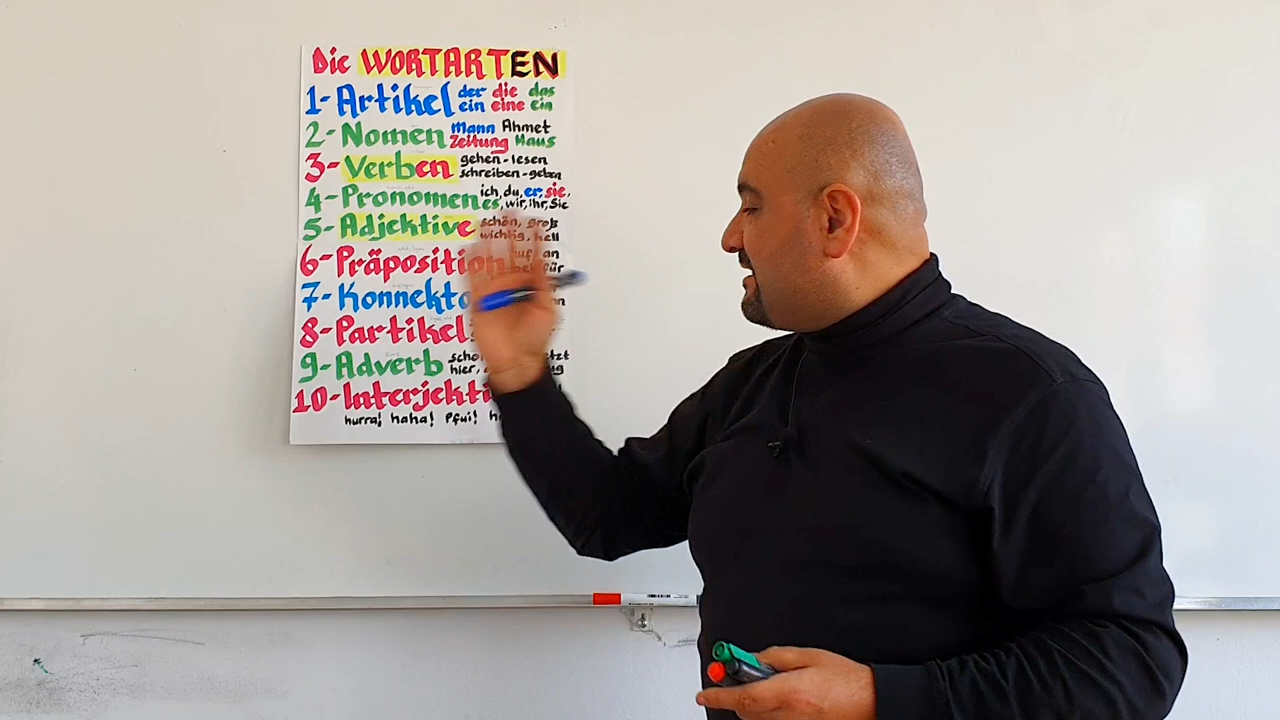 Die WORTARTEN
1- Artikel der die das
ein eine ein
2- Nomen Mann Ahmet
Zeitung Haus
3- Verben gehen - lesen
schreiben - geben
4- Pronomen ich, du, er, sie,
es, wir, ihr, Sie
5- Adjektive schön, groß
wichtig, hell
6- Präposition auf an
für
7- Konnekto
8- Partikel
9- Adverb
hier,
10- Interjekti
hurra! haha! Pfui!